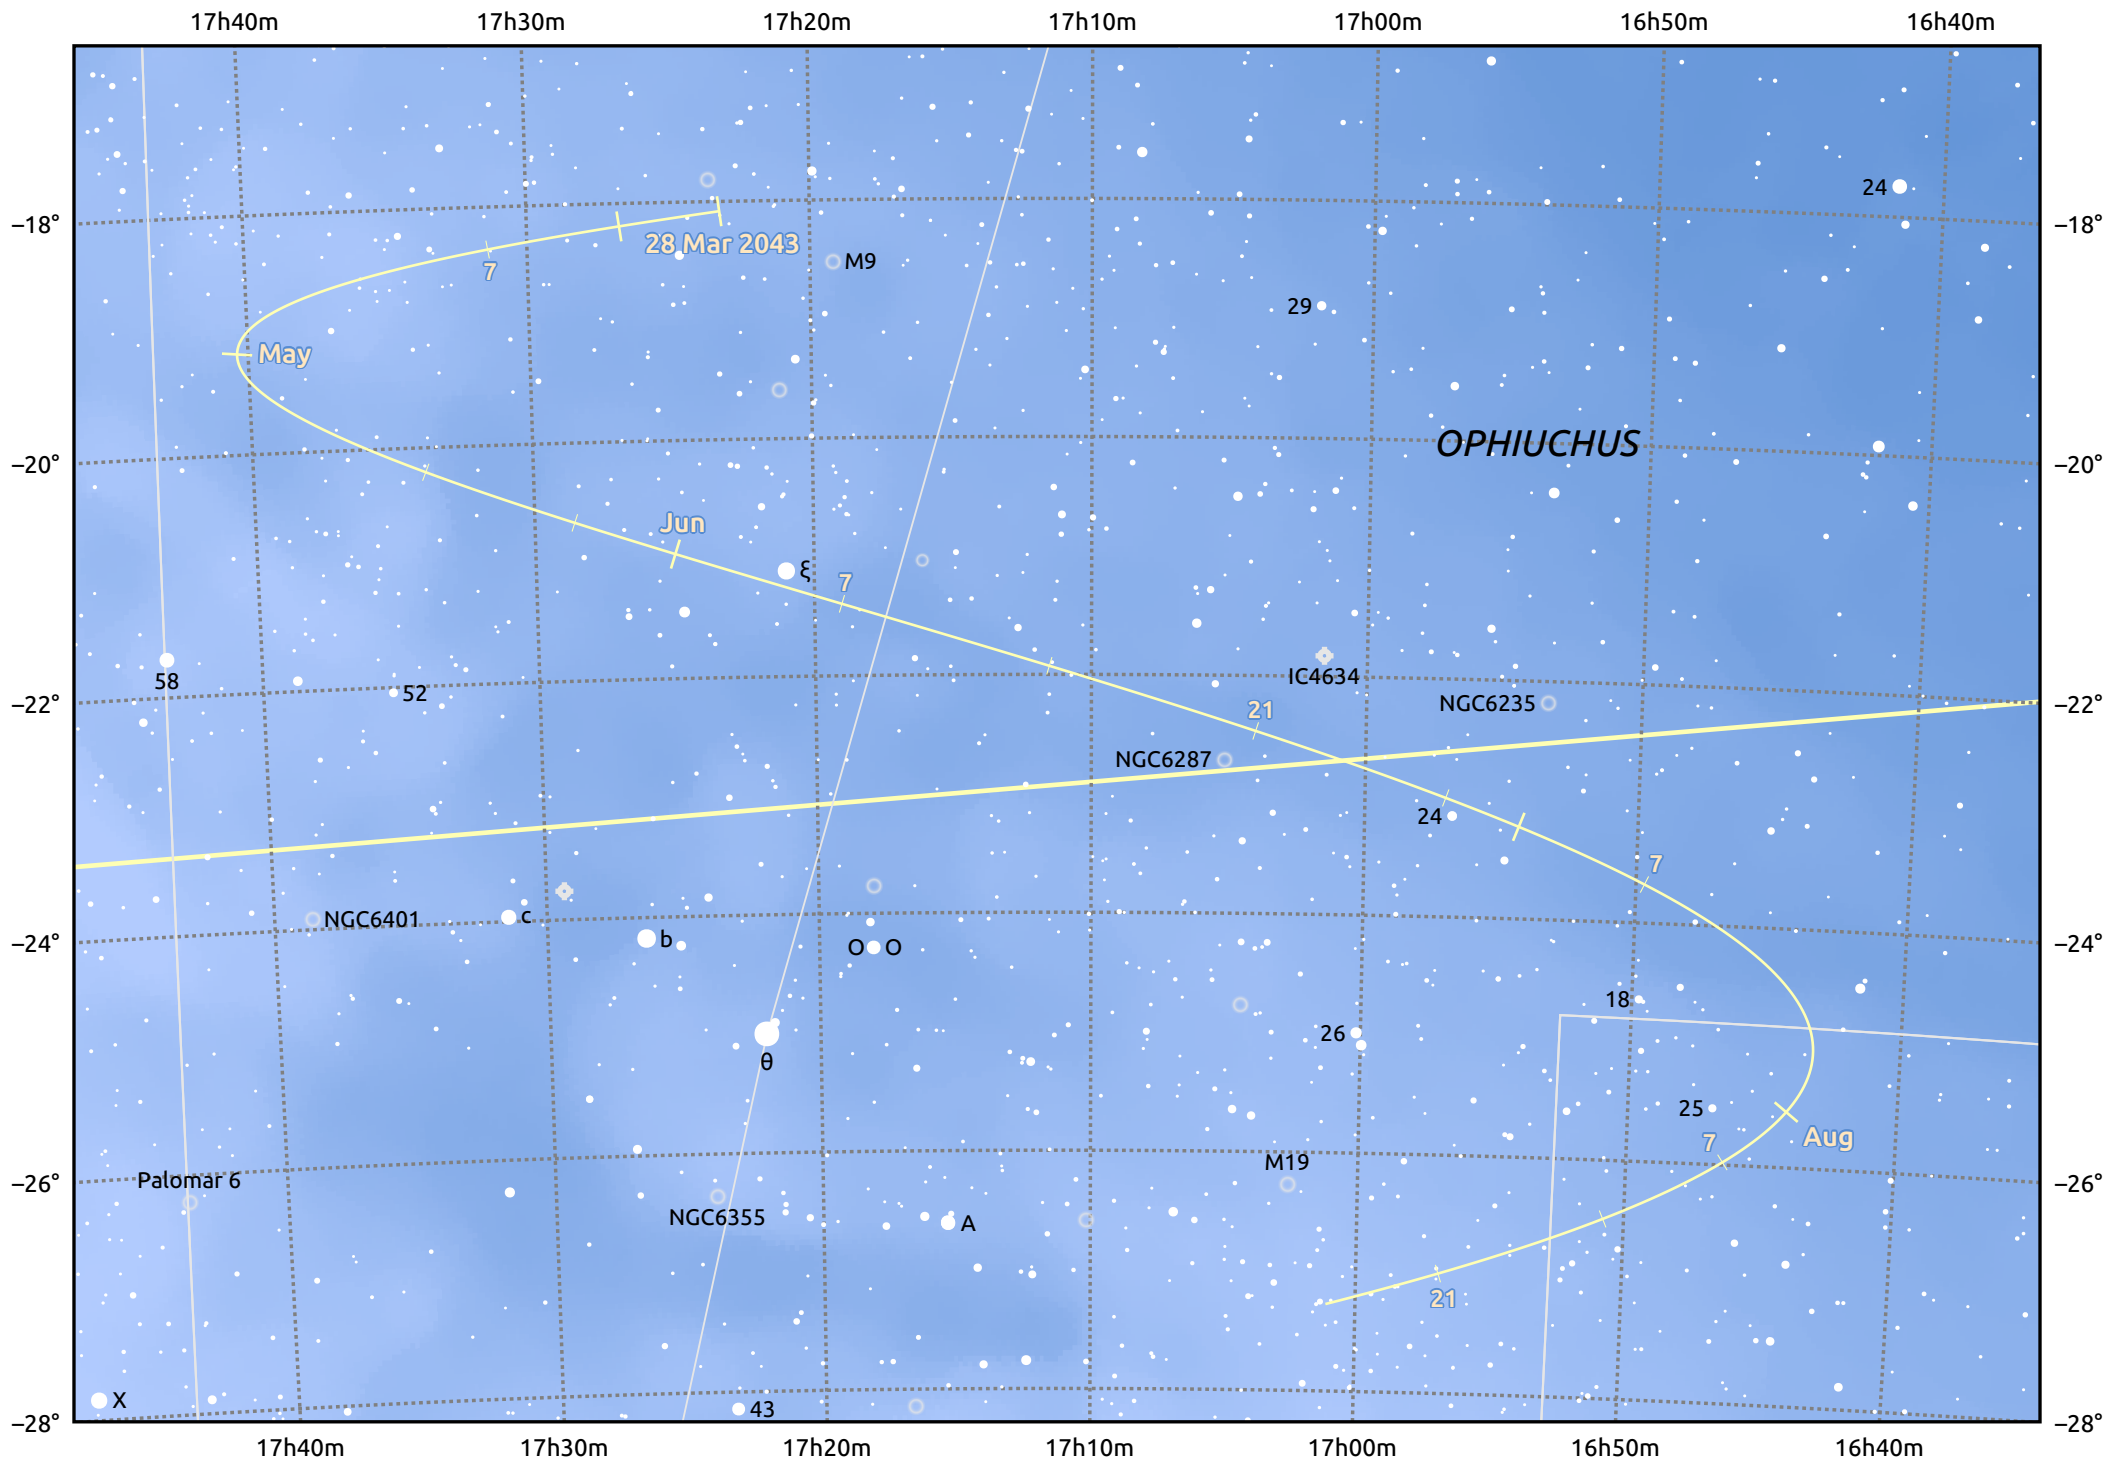 17h40m 17h30m 17h20m 17h10m 17h00m 16h50m 16h40m
24
−18° −18°
28 Mar 2043
M9
7
29
May
OPHIUCHUS
−20° −20°
Jun
ξ
7
IC4634
58
52
−22° −22°
NGC6235
21
NGC6287
24
7
NGC6401
c
b
O O
−24° −24°
18
26
θ
25
Aug
7
M19
Palomar 6
−26° −26°
NGC6355
A
21
X
43
−28° −28°
17h40m 17h30m 17h20m 17h10m 17h00m 16h50m 16h40m